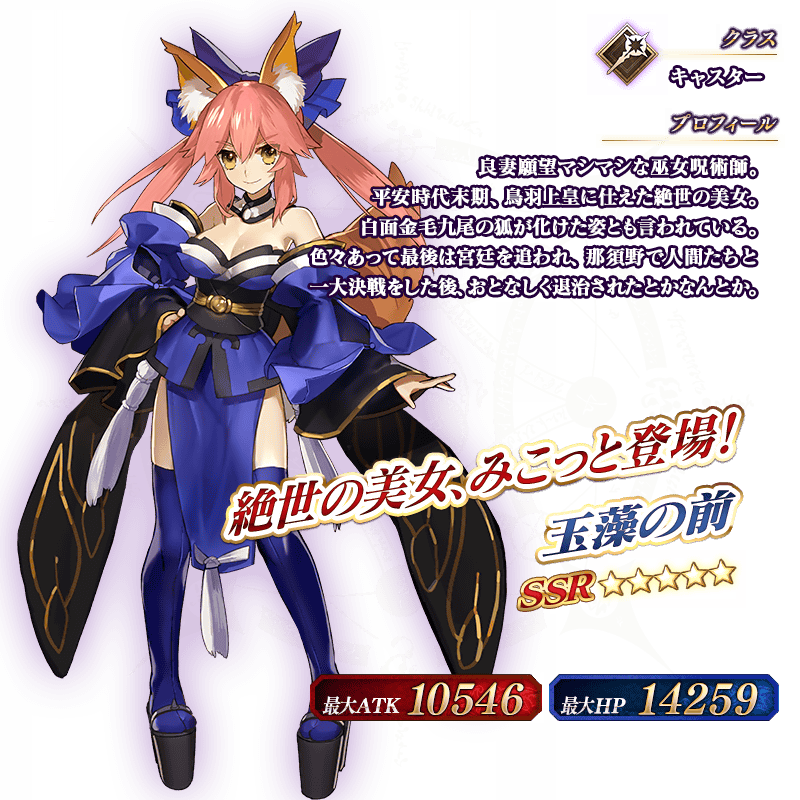 クラス
キャスター
プロフィール
良妻願望マシマシな巫女呪術師。
平安時代末期、鳥羽上皇に仕えた絶世の美女。
白面金毛九尾の狐が化けた姿とも言われている。
色々あって最後は宮廷を追われ、那須野で人間たちと
一大決戦をした後、おとなしく退治されたとかなんとか。
絶世の美女、みこっと登場！
玉藻の前
SSR☆☆☆☆☆
最大ATK 10546
最大HP 14259